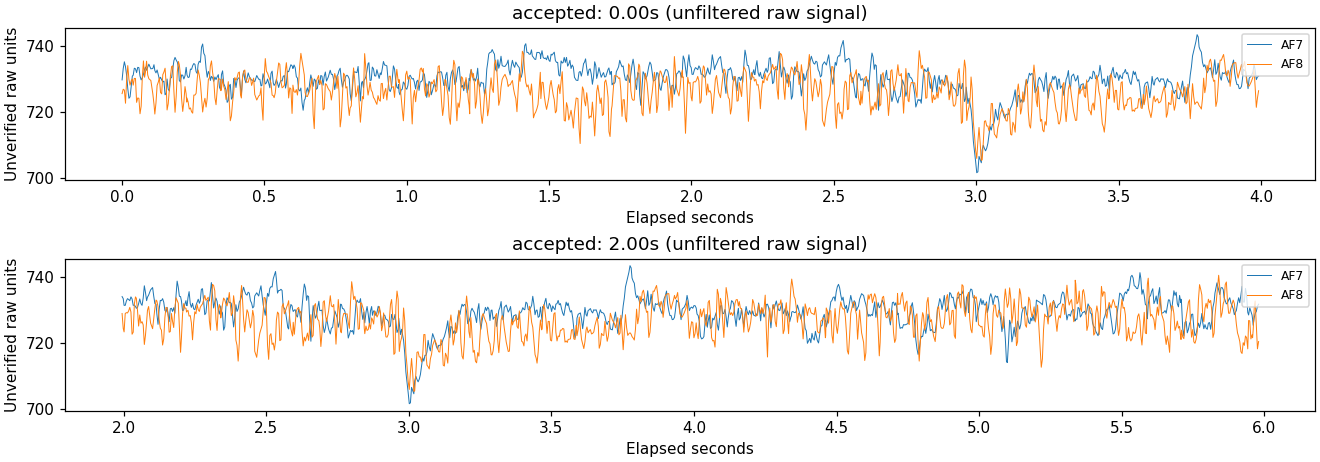 accepted: 0.00s (unfiltered raw signal)
Unverified raw units
740
720
700
AF7
AF8
0.0 0.5 1.0 1.5 2.0 2.5 3.0 3.5 4.0
Elapsed seconds
accepted: 2.00s (unfiltered raw signal)
Unverified raw units
740
720
700
AF7
AF8
2.0 2.5 3.0 3.5 4.0 4.5 5.0 5.5 6.0
Elapsed seconds